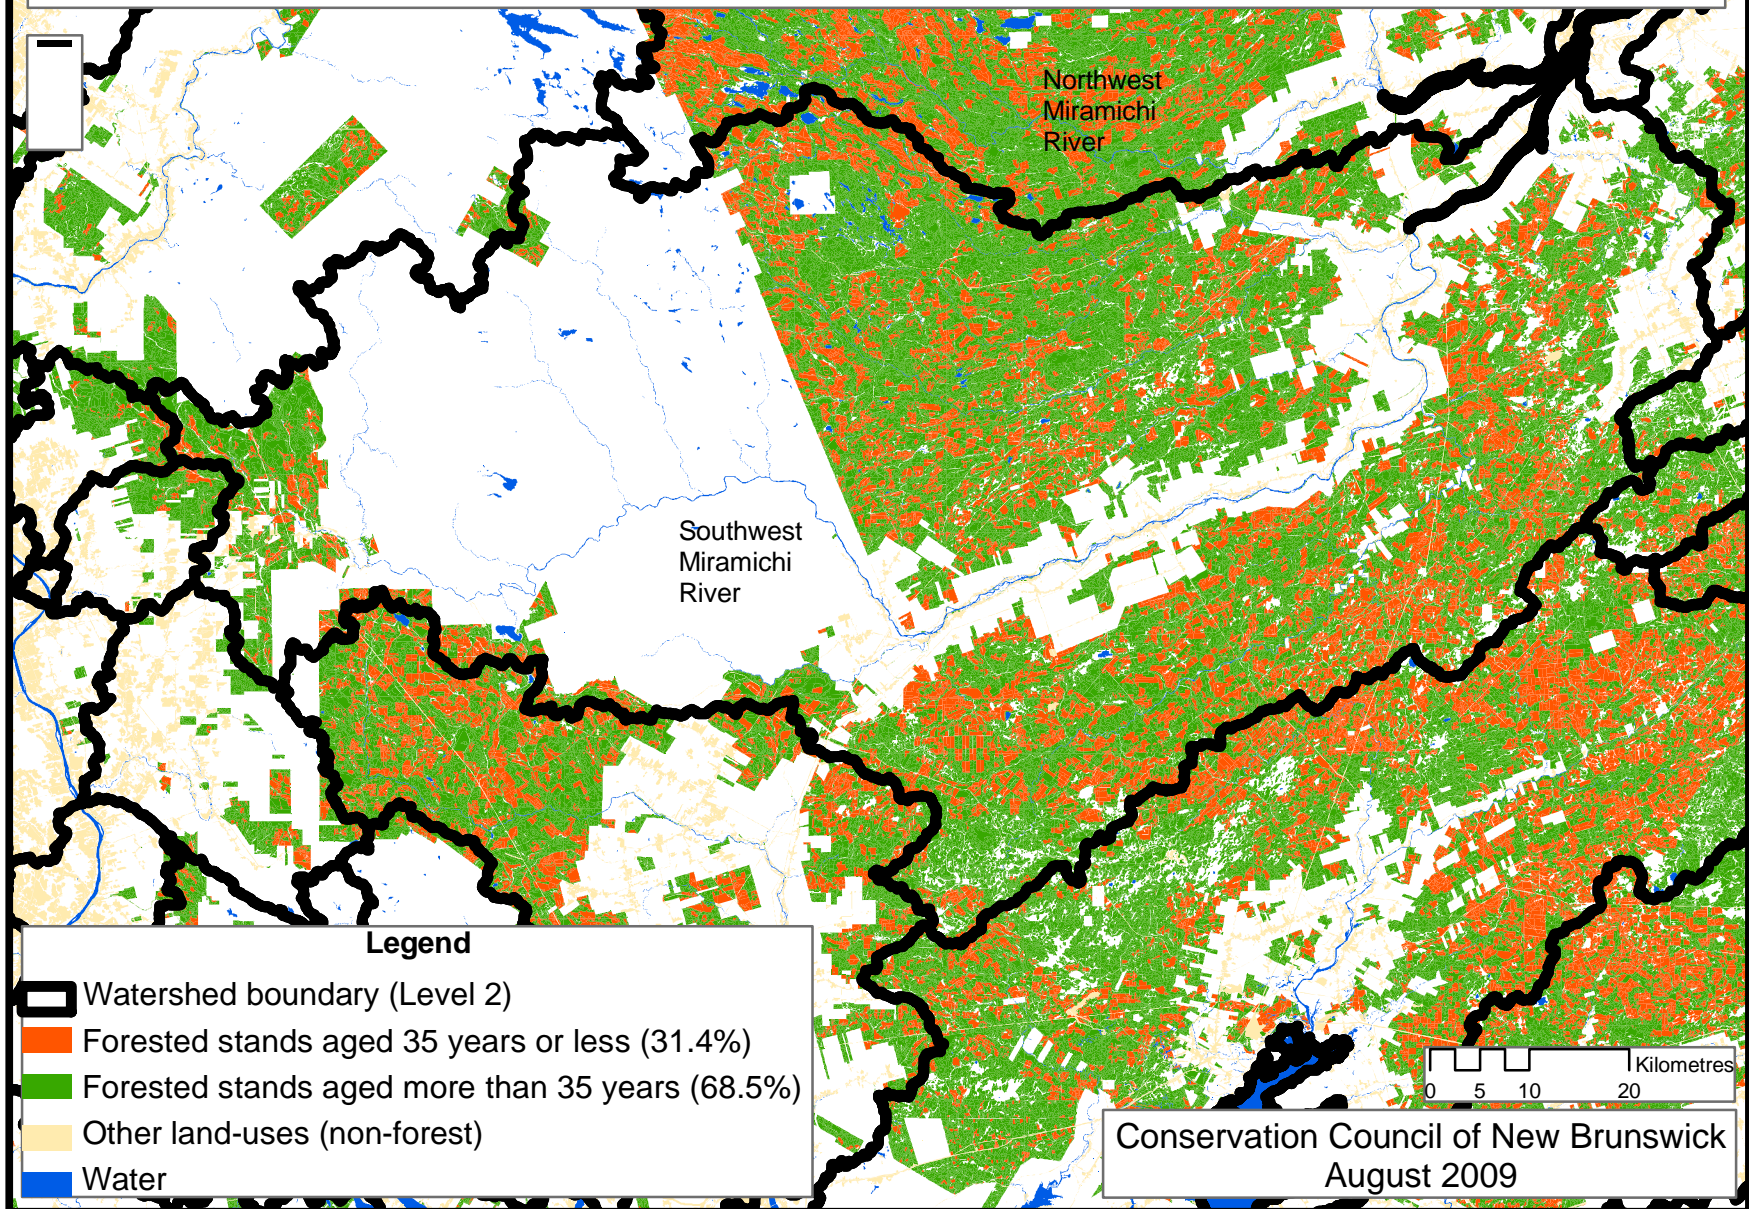 Northwest
Miramichi
River
Southwest
Miramichi
River
Legend
Watershed boundary (Level 2)
Forested stands aged 35 years or less (31.4%)
Forested stands aged more than 35 years (68.5%)
Other land-uses (non-forest)
Water
Kilometres
0 5 10 20
Conservation Council of New Brunswick
August 2009